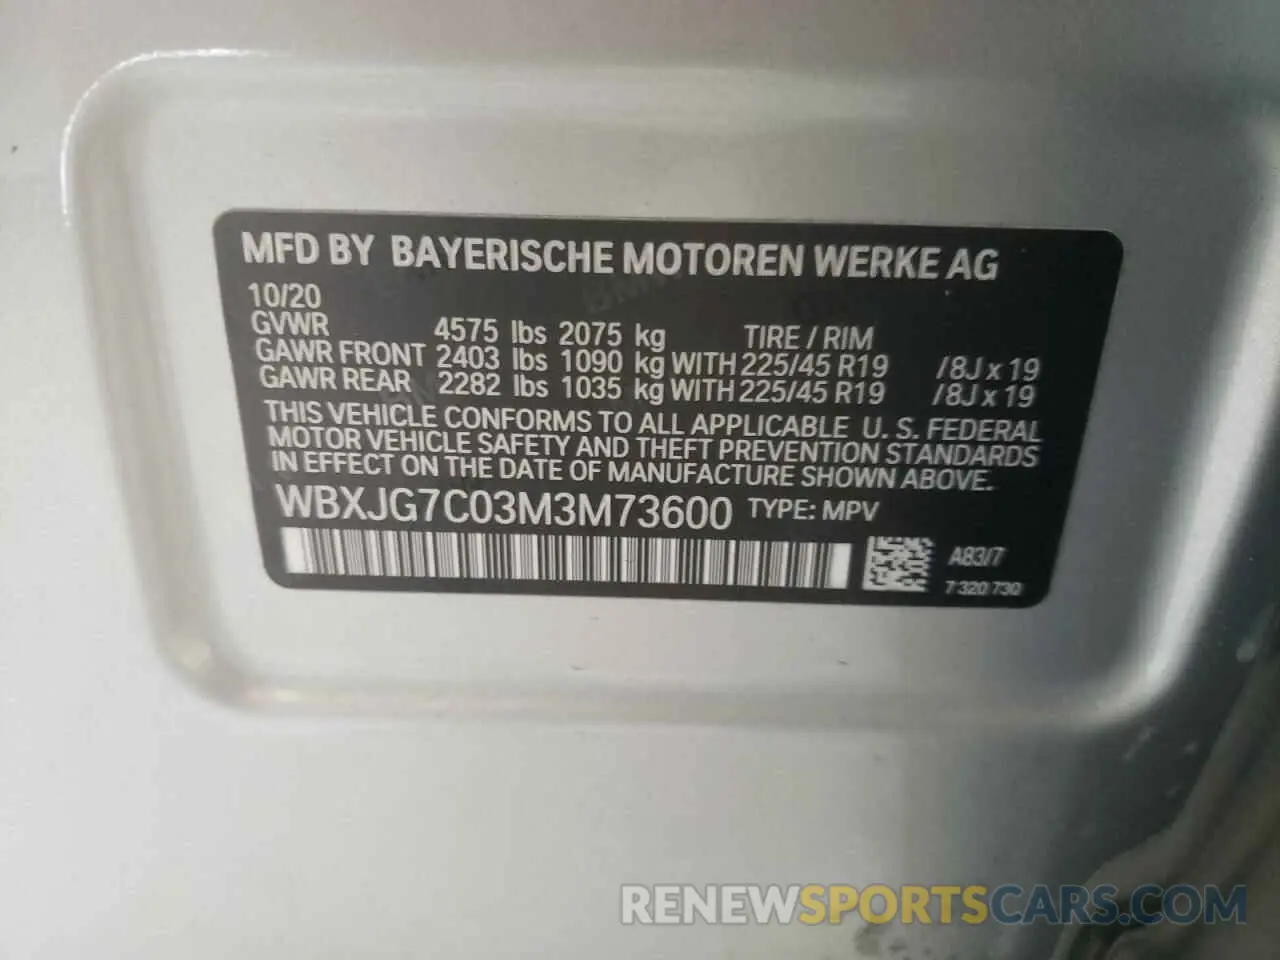 MFD BY BAYERISCHE MOTOREN WERKE AG
10/20
GVWR 4575 lbs 2075 kg TIRE / RIM
GAWR FRONT 2403 lbs 1090 kg WITH 225/45 R19 /8J x 19
GAWR REAR 2282 lbs 1035 kg WITH 225/45 R19 /8J x 19
THIS VEHICLE CONFORMS TO ALL APPLICABLE U. S. FEDERAL
MOTOR VEHICLE SAFETY AND THEFT PREVENTION STANDARDS
IN EFFECT ON THE DATE OF MANUFACTURE SHOWN ABOVE.
WBXJG7C03M3M73600 TYPE: MPV
A83/7
7 320 730
RENEWSPORTSCARS.COM